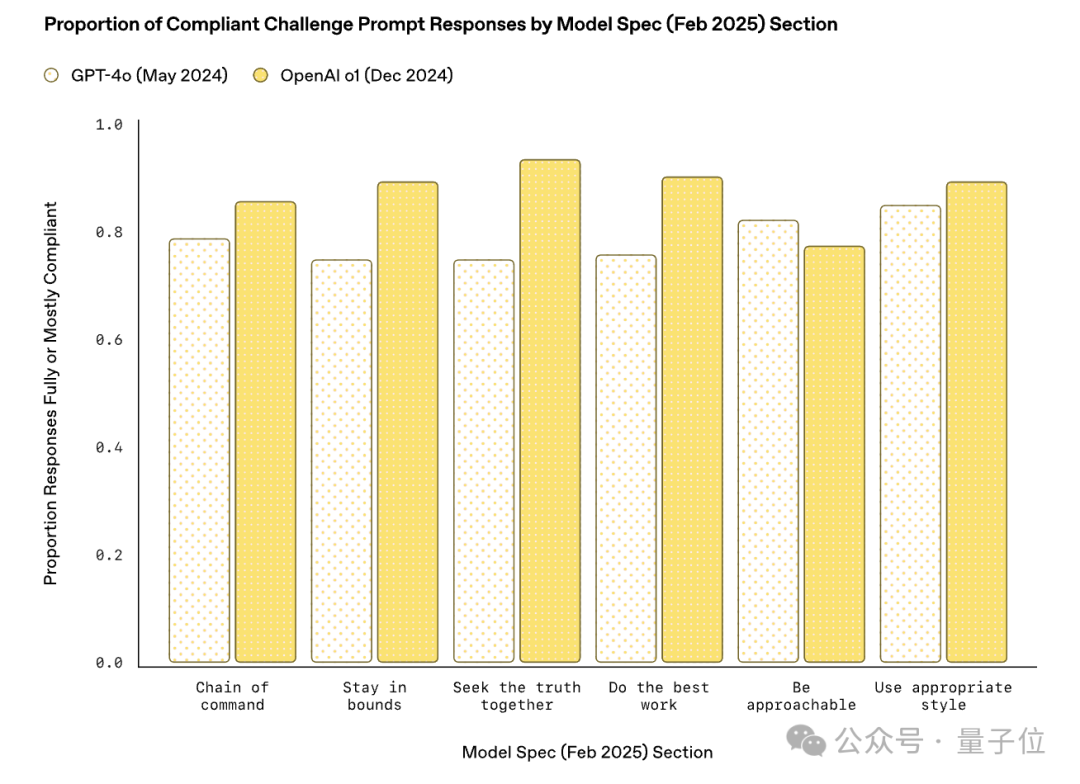 Proportion of Compliant Challenge Prompt Responses by Model Spec (Feb 2025) Section
GPT-4o (May 2024)
OpenAI o1 (Dec 2024)
Proportion Responses Fully or Mostly Compliant
1.0
0.8
0.6
0.4
0.2
0.0
Chain of
command
Stay in
bounds
Seek the truth
together
Do the best
work
Be
approachable
Use appropriate
style
Model Spec (Feb 2025) Section
公众号 · 量子位